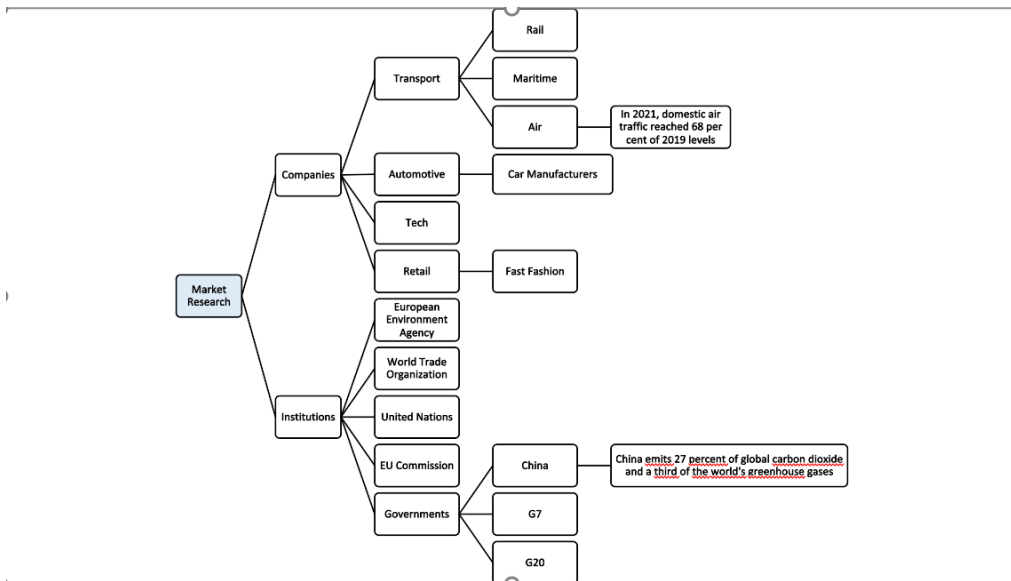 Rail
Transport
Maritime
Air
In 2021, domestic air
traffic reached 68 per
cent of 2019 levels
Companies
Automotive
Car Manufacturers
Tech
Retail
Fast Fashion
Market
Research
European
Environment
Agency
World Trade
Organization
Institutions
United Nations
EU Commission
China
China emits 27 percent of global carbon dioxide
and a third of the world's greenhouse gases
Governments
G7
G20